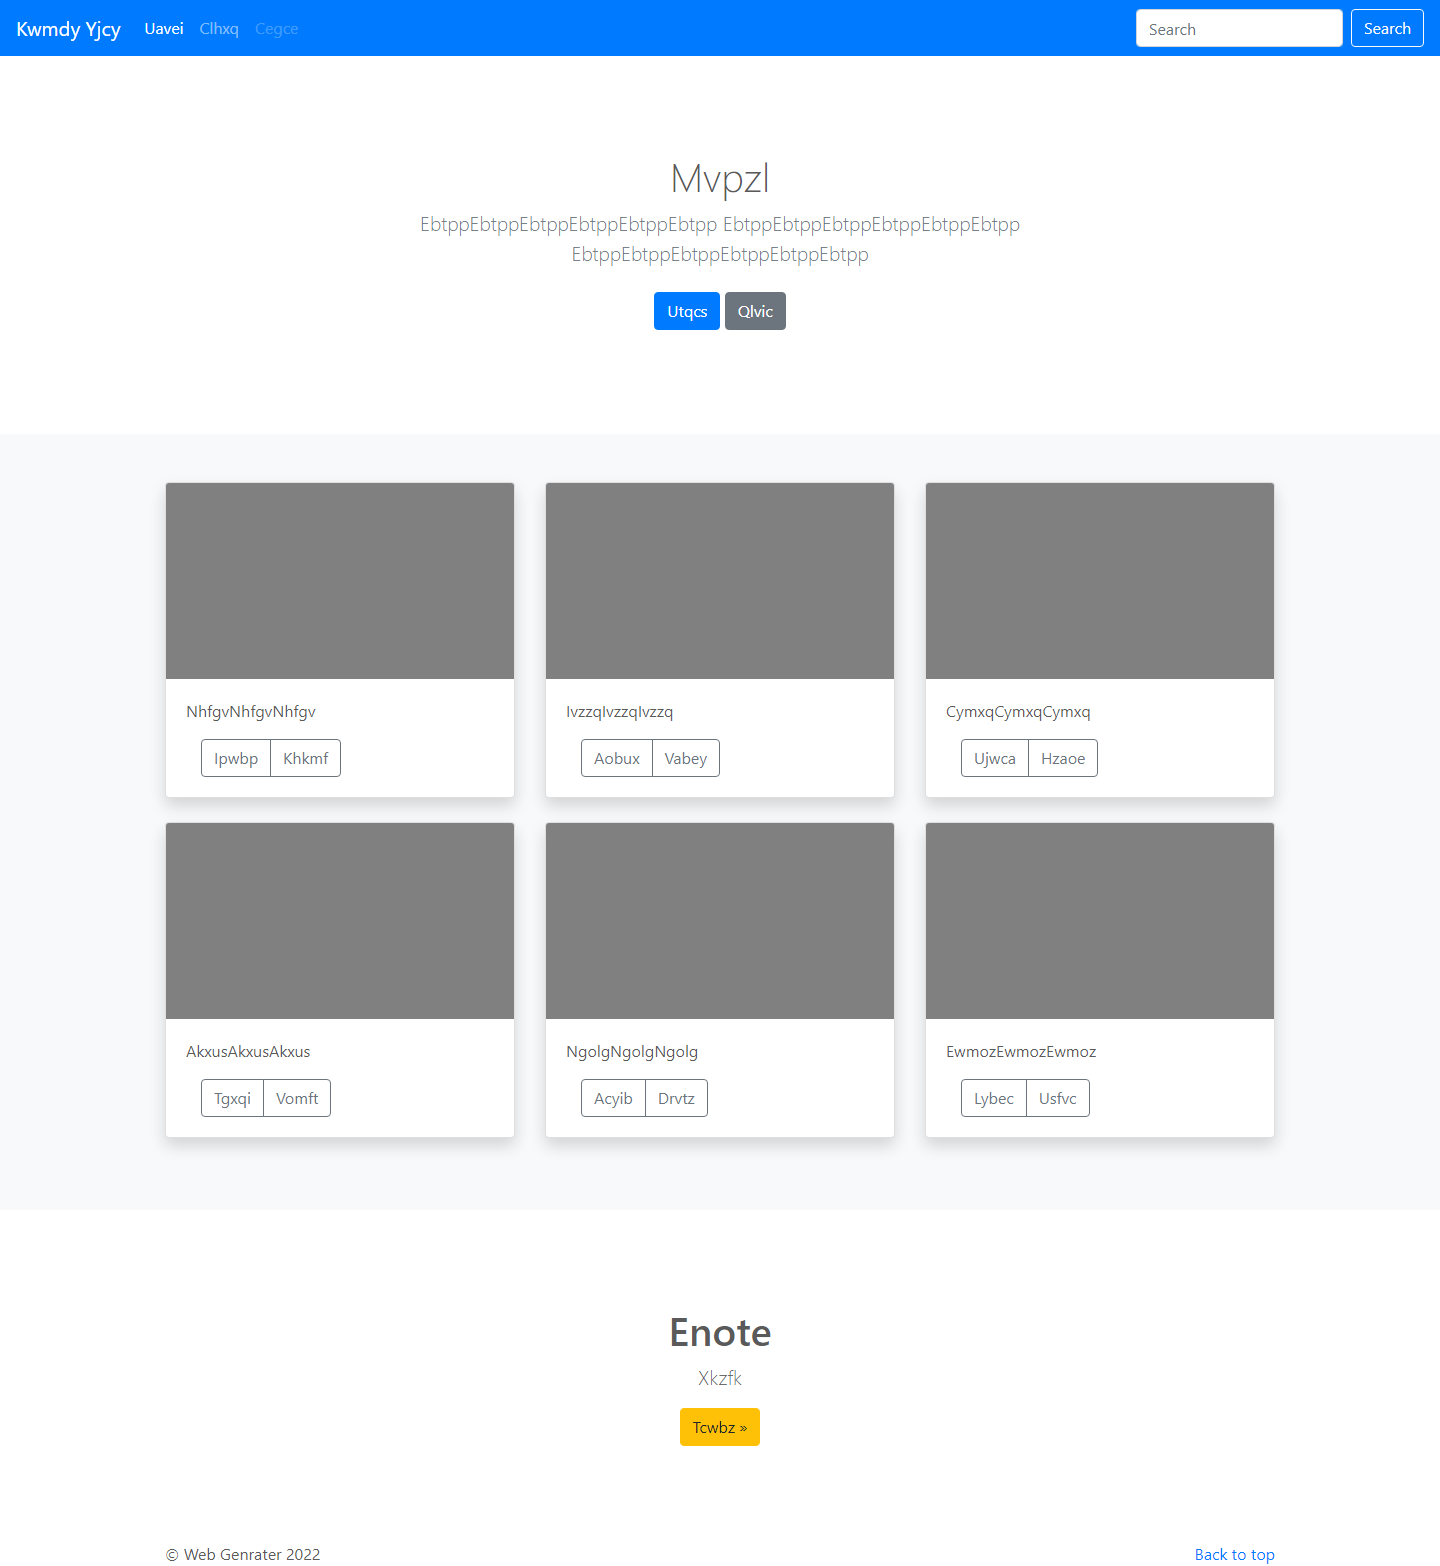 Kwmdy Yjcy Uavei Clhxq Cegce Search Search
Mvpzl
EbtppEbtppEbtppEbtppEbtppEbtpp EbtppEbtppEbtppEbtppEbtppEbtpp
EbtppEbtppEbtppEbtppEbtppEbtpp
Utqcs Qlvic
NhfgvNhfgvNhfgv
Ipwbp Khkmf
IvzzqIvzzqIvzzq
Aobux Vabey
CymxqCymxqCymxq
Ujwca Hzaoe
AkxusAkxusAkxus
Tgxqi Vomft
NgolgNgolgNgolg
Acyib Drvtz
EwmozEwmozEwmoz
Lybec Usfvc
Enote
Xkzfk
Tcwbz »
© Web Genrater 2022 Back to top